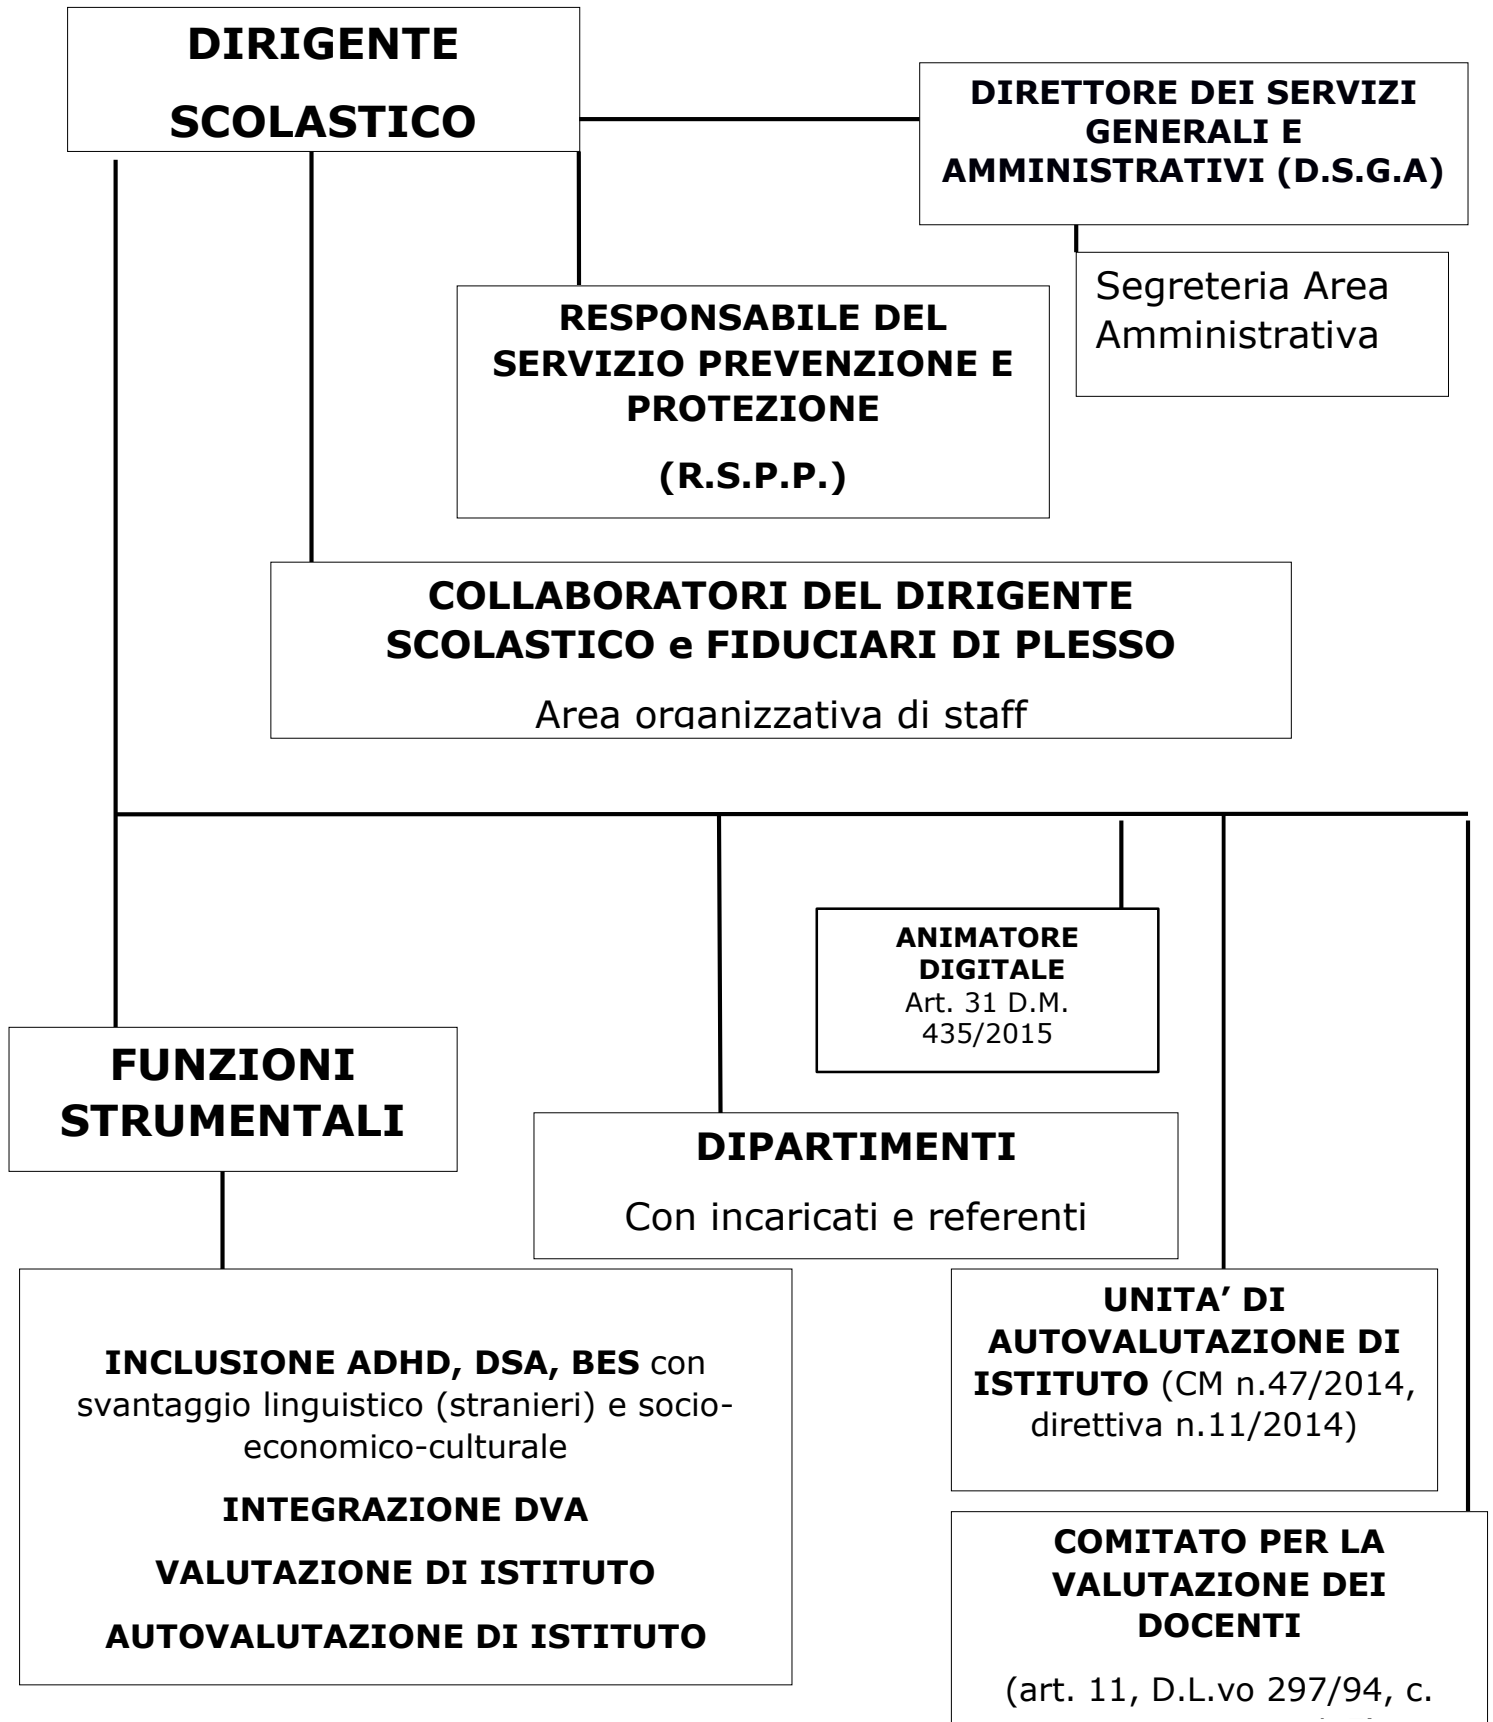 DIRIGENTE
SCOLASTICO
DIRETTORE DEI SERVIZI
GENERALI E
AMMINISTRATIVI (D.S.G.A)
Segreteria Area
Amministrativa
RESPONSABILE DEL
SERVIZIO PREVENZIONE E
PROTEZIONE
(R.S.P.P.)
COLLABORATORI DEL DIRIGENTE
SCOLASTICO e FIDUCIARI DI PLESSO
Area organizzativa di staff
ANIMATORE
DIGITALE
Art. 31 D.M.
435/2015
FUNZIONI
STRUMENTALI
DIPARTIMENTI
Con incaricati e referenti
INCLUSIONE ADHD, DSA, BES con
svantaggio linguistico (stranieri) e socio-
economico-culturale
INTEGRAZIONE DVA
VALUTAZIONE DI ISTITUTO
AUTOVALUTAZIONE DI ISTITUTO
UNITA’ DI
AUTOVALUTAZIONE DI
ISTITUTO (CM n.47/2014,
direttiva n.11/2014)
COMITATO PER LA
VALUTAZIONE DEI
DOCENTI
(art. 11, D.L.vo 297/94, c.